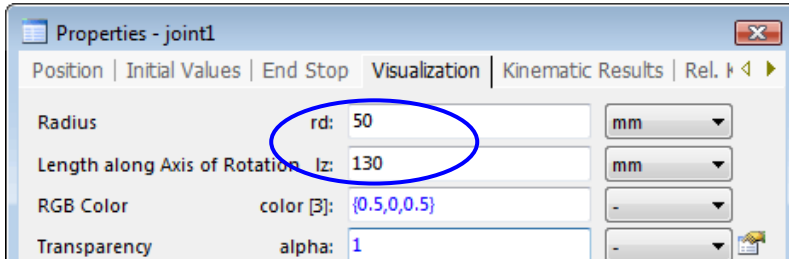 Properties - joint1
Position | Initial Values | End Stop Visualization | Kinematic Results | Rel.
Radius rd: 50 mm
Length along Axis of Rotation lz: 130 mm
RGB Color color [3]: {0.5,0,0.5} -
Transparency alpha: 1 -